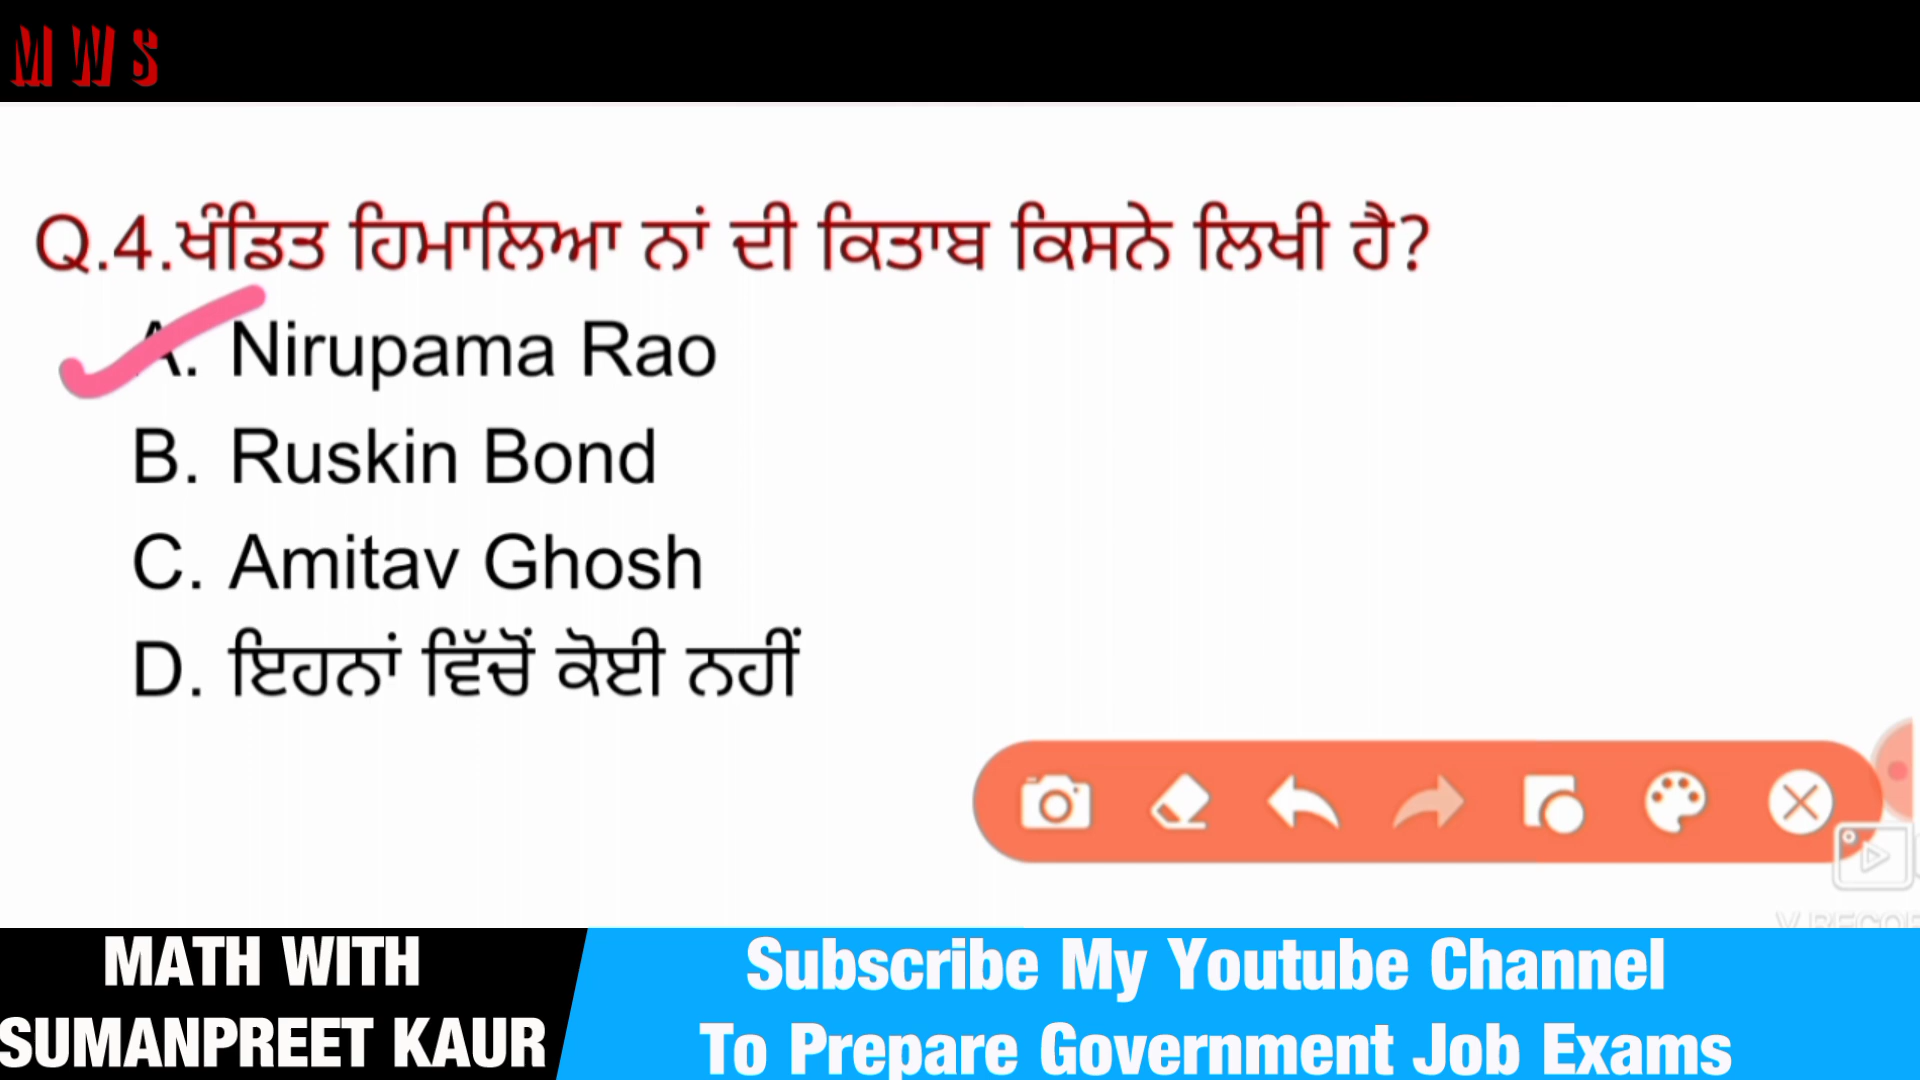 MWS
Q.4.ਖੰਡਿਤ ਹਿਮਾਲਿਆ ਨਾਂ ਦੀ ਕਿਤਾਬ ਕਿਸਨੇ ਲਿਖੀ ਹੈ?
A. Nirupama Rao
B. Ruskin Bond
C. Amitav Ghosh
D. ਇਹਨਾਂ ਵਿੱਚੋਂ ਕੋਈ ਨਹੀਂ
MATH WITH
SUMANPREET KAUR
Subscribe My Youtube Channel
To Prepare Government Job Exams